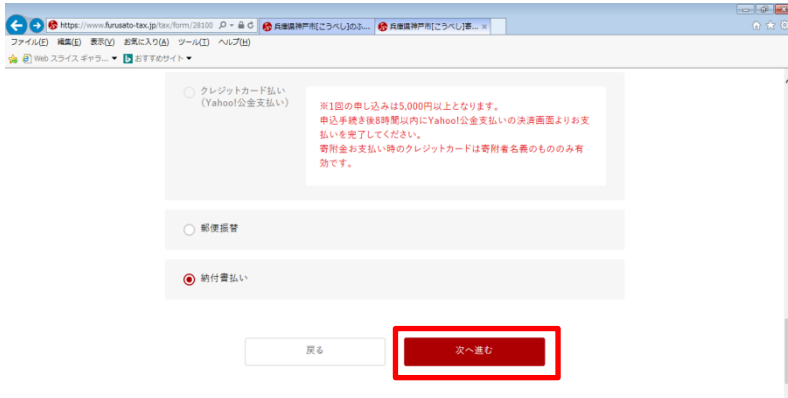 https://www.furusato-tax.jp/tax/form/28100
兵庫県神戸市[こうべし]のふ...
兵庫県神戸市[こうべし]寄... ×
ファイル(F) 編集(E) 表示(V) お気に入り(A) ツール(T) ヘルプ(H)
Web スライス ギャラ... ▼ おすすめサイト ▼
クレジットカード払い
(Yahoo!公金支払い)
※1回の申し込みは5,000円以上となります。
申込手続き後8時間以内にYahoo!公金支払いの決済画面よりお支
払いを完了してください。
寄附金お支払い時のクレジットカードは寄附者名義のもののみ有
効です。
郵便振替
納付書払い
戻る
次へ進む